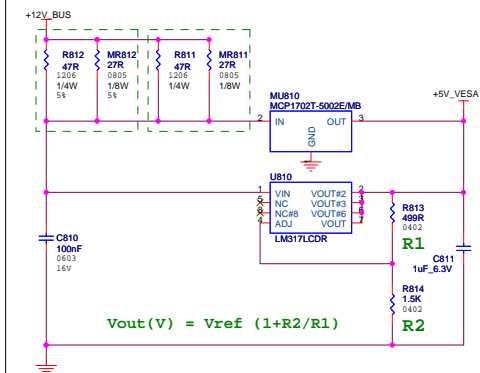 +12V_BUS
R812
47R
1206
1/4W
5%
MR812
27R
0805
1/8W
5%
R811
47R
1206
1/4W
MR811
27R
0805
1/8W
MU810
MCP1702T-5002E/MB
2
IN
OUT
3
GND
+5V_VESA
U810
1
VIN
VOUT#2
2
NC
VOUT#3
NC#8
VOUT#6
4
ADJ
VOUT
7
LM317LCDR
R813
499R
0402
R1
C810
100nF
0603
16V
C811
1uF_6.3V
R814
1.5K
0402
R2
Vout(V) = Vref (1+R2/R1)